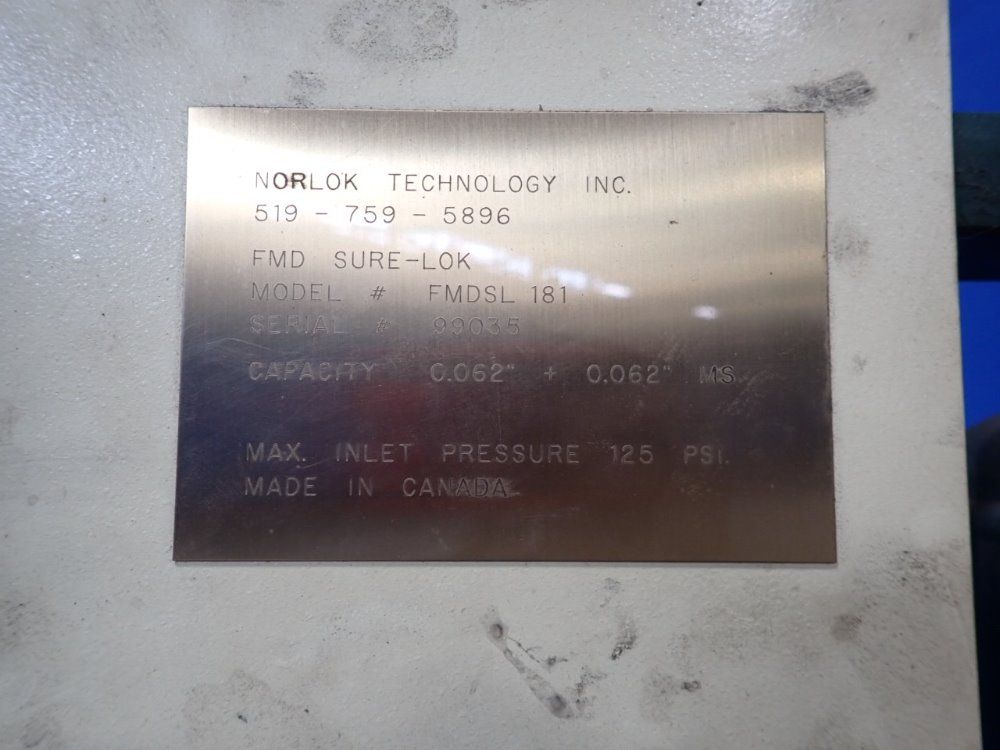 NORLOK TECHNOLOGY INC.
519 - 759 - 5896
FMD SURE-LOK
MODEL # FMDSL 181
SERIAL # 99035
CAPACITY 0.062" + 0.062" MS
MAX. INLET PRESSURE 125 PSI.
MADE IN CANADA